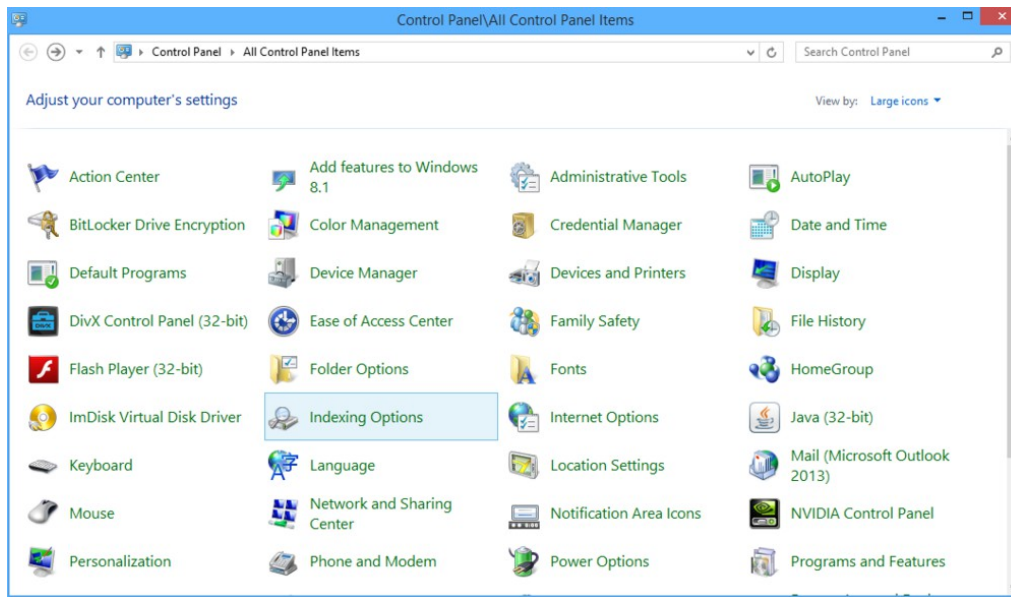 Control Panel\All Control Panel Items
Control Panel All Control Panel Items
Search Control Panel
Adjust your computer's settings
View by: Large icons
Action Center
Add features to Windows
8.1
Administrative Tools
AutoPlay
BitLocker Drive Encryption
Color Management
Credential Manager
Date and Time
Default Programs
Device Manager
Devices and Printers
Display
DivX Control Panel (32-bit)
Ease of Access Center
Family Safety
File History
Flash Player (32-bit)
Folder Options
Fonts
HomeGroup
ImDisk Virtual Disk Driver
Indexing Options
Internet Options
Java (32-bit)
Keyboard
Language
Location Settings
Mail (Microsoft Outlook
2013)
Mouse
Network and Sharing
Center
Notification Area Icons
NVIDIA Control Panel
Personalization
Phone and Modem
Power Options
Programs and Features